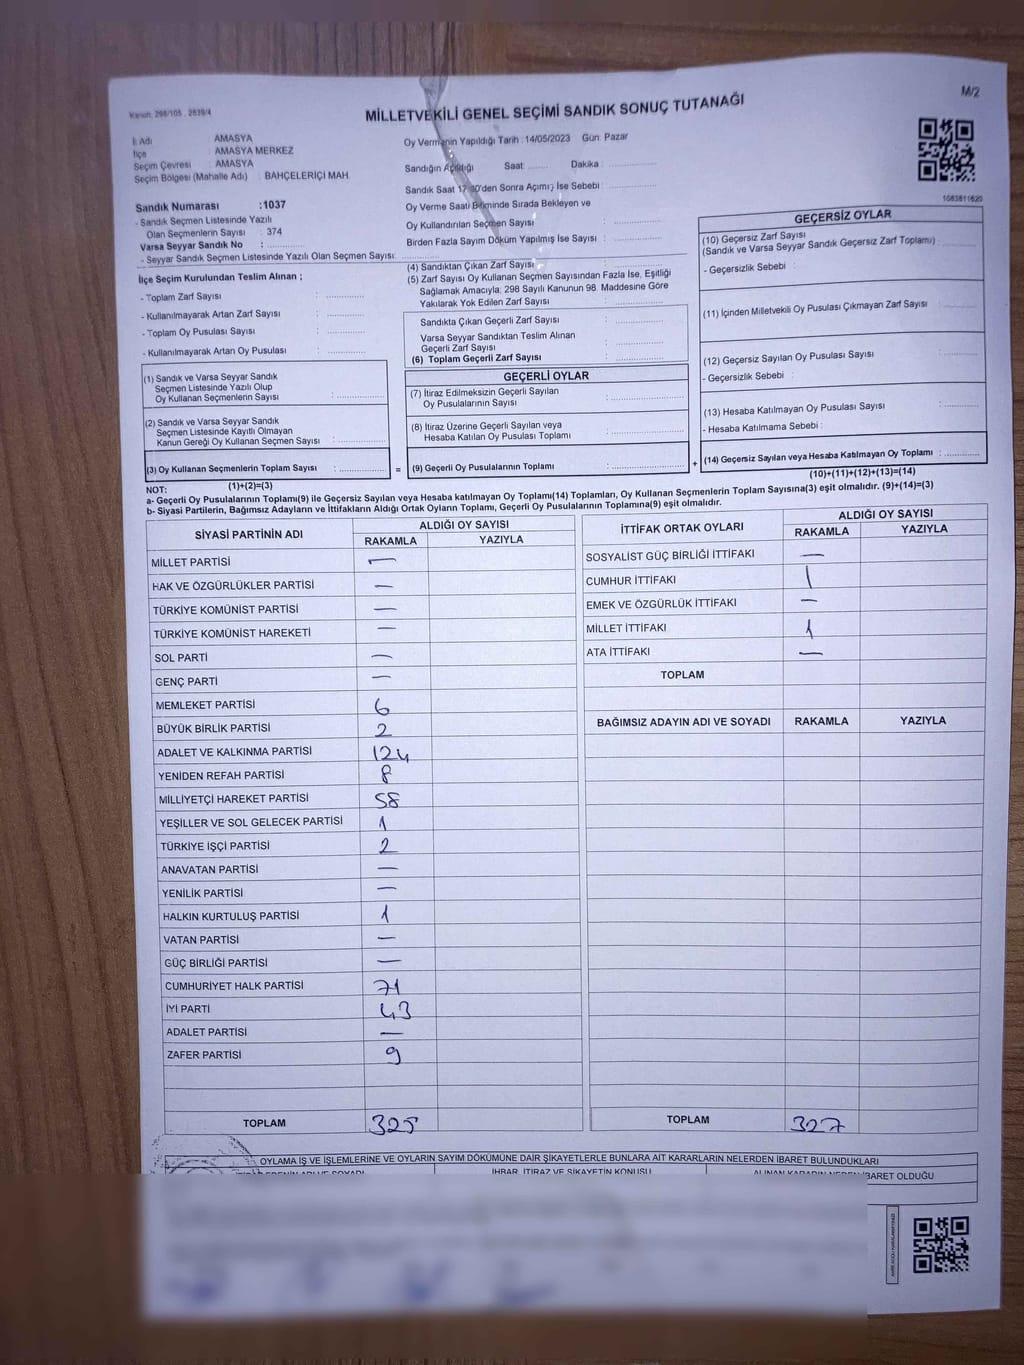 Kanun: 298/105 . 2839/4
M/2
MİLLETVEKİLİ GENEL SEÇİMİ SANDIK SONUÇ TUTANAĞI
İl Adı AMASYA
İlçe AMASYA MERKEZ
Seçim Çevresi : AMASYA
Seçim Bölgesi (Mahalle Adı) : BAHÇELERİÇİ MAH.
Sandık Numarası :1037
- Sandık Seçmen Listesinde Yazılı
Olan Seçmenlerin Sayısı : 374
Varsa Seyyar Sandık No : ............
- Seyyar Sandık Seçmen Listesinde Yazılı Olan Seçmen Sayısı: ............
İlçe Seçim Kurulundan Teslim Alınan ;
- Toplam Zarf Sayısı : ............
- Kullanılmayarak Artan Zarf Sayısı : ............
- Toplam Oy Pusulası Sayısı : ............
- Kullanılmayarak Artan Oy Pusulası : ............
(1) Sandık ve Varsa Seyyar Sandık
Seçmen Listesinde Yazılı Olup
Oy Kullanan Seçmenlerin Sayısı : ............
(2) Sandık ve Varsa Seyyar Sandık
Seçmen Listesinde Kayıtlı Olmayan
Kanun Gereği Oy Kullanan Seçmen Sayısı : ............
(3) Oy Kullanan Seçmenlerin Toplam Sayısı : ............
(1)+(2)=(3)
Oy Vermenin Yapıldığı Tarih : 14/05/2023 Gün: Pazar
Sandığın Açıldığı Saat ....... Dakika : ............
Sandık Saat 17:00'den Sonra Açılmış İse Sebebi : ............
Oy Verme Saati Bitiminde Sırada Bekleyen ve
Oy Kullandırılan Seçmen Sayısı : ............
Birden Fazla Sayım Döküm Yapılmış İse Sayısı : ............
(4) Sandıktan Çıkan Zarf Sayısı : ............
(5) Zarf Sayısı Oy Kullanan Seçmen Sayısından Fazla İse, Eşitliği
Sağlamak Amacıyla; 298 Sayılı Kanunun 98. Maddesine Göre
Yakılarak Yok Edilen Zarf Sayısı : ............
Sandıkta Çıkan Geçerli Zarf Sayısı : ............
Varsa Seyyar Sandıktan Teslim Alınan
Geçerli Zarf Sayısı : ............
(6) Toplam Geçerli Zarf Sayısı : ............
GEÇERLİ OYLAR
(7) İtiraz Edilmeksizin Geçerli Sayılan
Oy Pusulalarının Sayısı : ............
(8) İtiraz Üzerine Geçerli Sayılan veya
Hesaba Katılan Oy Pusulası Toplamı : ............
= (9) Geçerli Oy Pusulalarının Toplamı : ............ +
1083811620
GEÇERSİZ OYLAR
(10) Geçersiz Zarf Sayısı
(Sandık ve Varsa Seyyar Sandık Geçersiz Zarf Toplamı) : ............
- Geçersizlik Sebebi :
(11) İçinden Milletvekili Oy Pusulası Çıkmayan Zarf Sayısı : ............
(12) Geçersiz Sayılan Oy Pusulası Sayısı : ............
- Geçersizlik Sebebi :
(13) Hesaba Katılmayan Oy Pusulası Sayısı : ............
- Hesaba Katılmama Sebebi :
(14) Geçersiz Sayılan veya Hesaba Katılmayan Oy Toplamı : ............
(10)+(11)+(12)+(13)=(14)
NOT:
a- Geçerli Oy Pusulalarının Toplamı(9) ile Geçersiz Sayılan veya Hesaba katılmayan Oy Toplamı(14) Toplamları, Oy Kullanan Seçmenlerin Toplam Sayısına(3) eşit olmalıdır. (9)+(14)=(3)
b- Siyasi Partilerin, Bağımsız Adayların ve İttifakların Aldığı Ortak Oyların Toplamı, Geçerli Oy Pusulalarının Toplamına(9) eşit olmalıdır.
SİYASİ PARTİNİN ADI ALDIĞI OY SAYISI
RAKAMLA YAZIYLA
MİLLET PARTİSİ —
HAK VE ÖZGÜRLÜKLER PARTİSİ —
TÜRKİYE KOMÜNİST PARTİSİ —
TÜRKİYE KOMÜNİST HAREKETİ —
SOL PARTİ —
GENÇ PARTİ —
MEMLEKET PARTİSİ 6
BÜYÜK BİRLİK PARTİSİ 2
ADALET VE KALKINMA PARTİSİ 124
YENİDEN REFAH PARTİSİ 8
MİLLİYETÇİ HAREKET PARTİSİ 58
YEŞİLLER VE SOL GELECEK PARTİSİ 1
TÜRKİYE İŞÇİ PARTİSİ 2
ANAVATAN PARTİSİ —
YENİLİK PARTİSİ —
HALKIN KURTULUŞ PARTİSİ 1
VATAN PARTİSİ —
GÜÇ BİRLİĞİ PARTİSİ —
CUMHURİYET HALK PARTİSİ 71
İYİ PARTİ 43
ADALET PARTİSİ —
ZAFER PARTİSİ 9
TOPLAM 325
İTTİFAK ORTAK OYLARI ALDIĞI OY SAYISI
RAKAMLA YAZIYLA
SOSYALİST GÜÇ BİRLİĞİ İTTİFAKI —
CUMHUR İTTİFAKI 1
EMEK VE ÖZGÜRLÜK İTTİFAKI —
MİLLET İTTİFAKI 1
ATA İTTİFAKI —
TOPLAM
BAĞIMSIZ ADAYIN ADI VE SOYADI RAKAMLA YAZIYLA
TOPLAM 327
OYLAMA İŞ VE İŞLEMLERİNE VE OYLARIN SAYIM DÖKÜMÜNE DAİR ŞİKAYETLERLE BUNLARA AİT KARARLARIN NELERDEN İBARET BULUNDUKLARI
İHBAR, İTİRAZ VE ŞİKAYETİN KONUSU ALINAN KARARIN NEDEN İBARET OLDUĞU